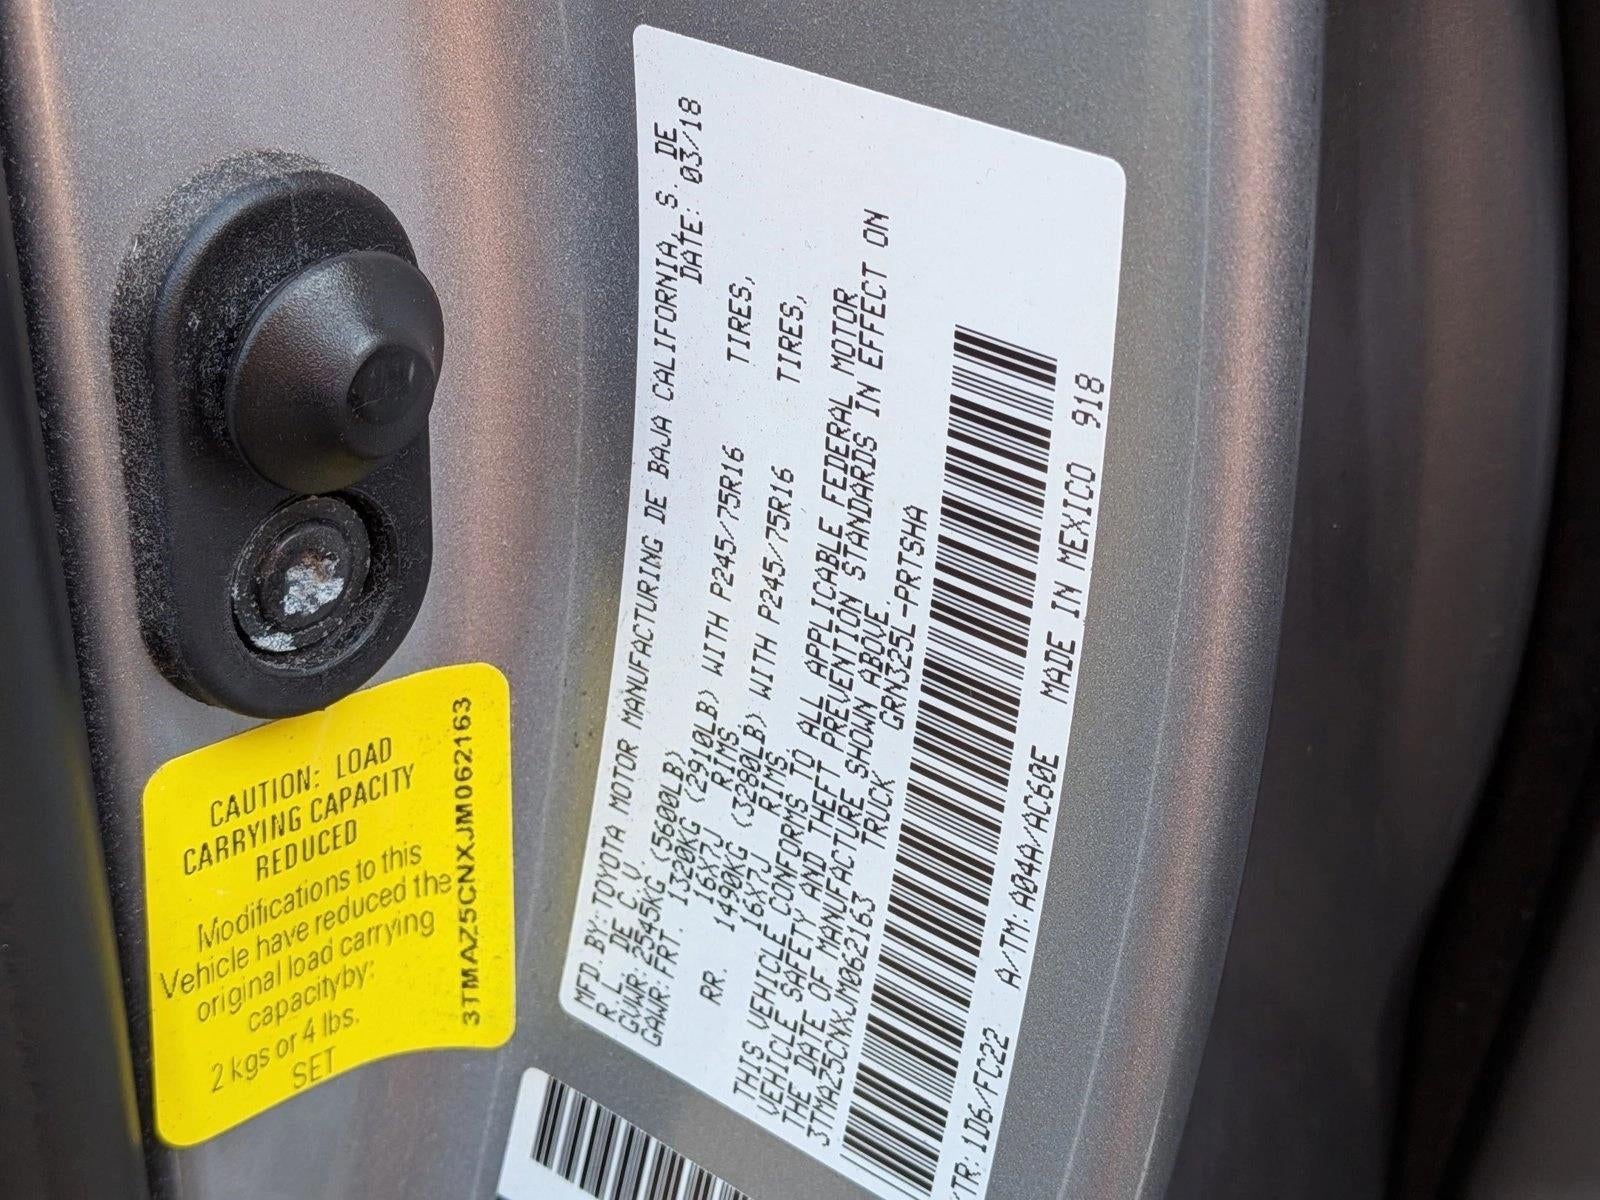 CAUTION: LOAD
CARRYING CAPACITY
REDUCED
Modifications to this
Vehicle have reduced the
original load carrying
capacityby:
2 kgs or 4 lbs.
SET
3TMAZ5CNXJM062163
MFD.BY:TOYOTA MOTOR MANUFACTURING DE BAJA CALIFORNIA, S. DE
R.L. DE C.V. DATE: 03/18
GVWR:2545KG (5600LB)
GAWR:FRT. 1320KG (2910LB) WITH P245/75R16 TIRES,
16X7J RIMS,
RR. 1490KG (3280LB) WITH P245/75R16 TIRES,
16X7J RIMS
THIS VEHICLE CONFORMS TO ALL APPLICABLE FEDERAL MOTOR
VEHICLE SAFETY AND THEFT PREVENTION STANDARDS IN EFFECT ON
THE DATE OF MANUFACTURE SHOWN ABOVE.
3TMAZ5CNXJM062163 TRUCK GRN325L-PRTSHA
/TR:1D6/FC22 A/TM:A04A/AC60E MADE IN MEXICO 918